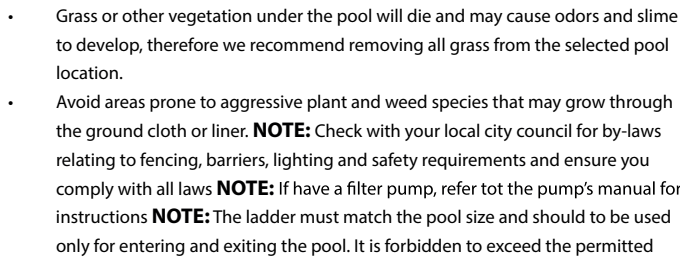 • Grass or other vegetation under the pool will die and may cause odors and slime
to develop, therefore we recommend removing all grass from the selected pool
location.
• Avoid areas prone to aggressive plant and weed species that may grow through
the ground cloth or liner. NOTE: Check with your local city council for by-laws
relating to fencing, barriers, lighting and safety requirements and ensure you
comply with all laws NOTE: If have a filter pump, refer tot the pump's manual for
instructions NOTE: The ladder must match the pool size and should to be used
only for entering and exiting the pool. It is forbidden to exceed the permitted